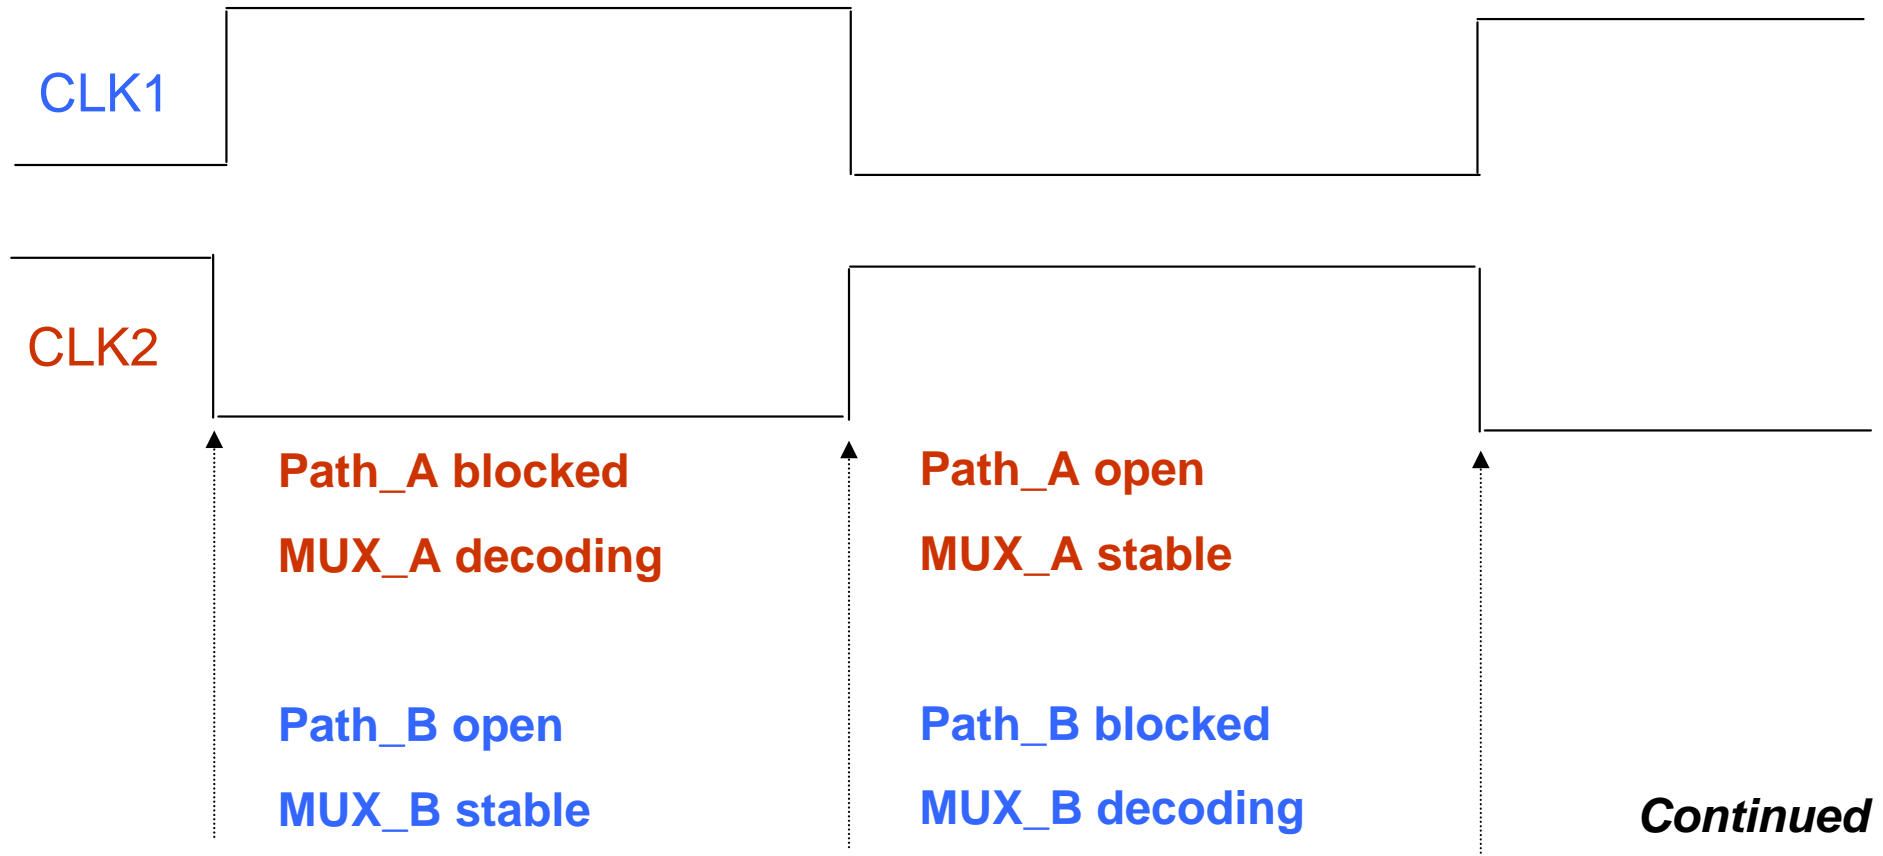 CLK1
CLK2
Path_A blocked
Path_A open
MUX_A decoding
MUX_A stable
Path_B open
Path_B blocked
MUX_B stable
MUX_B decoding
Continued